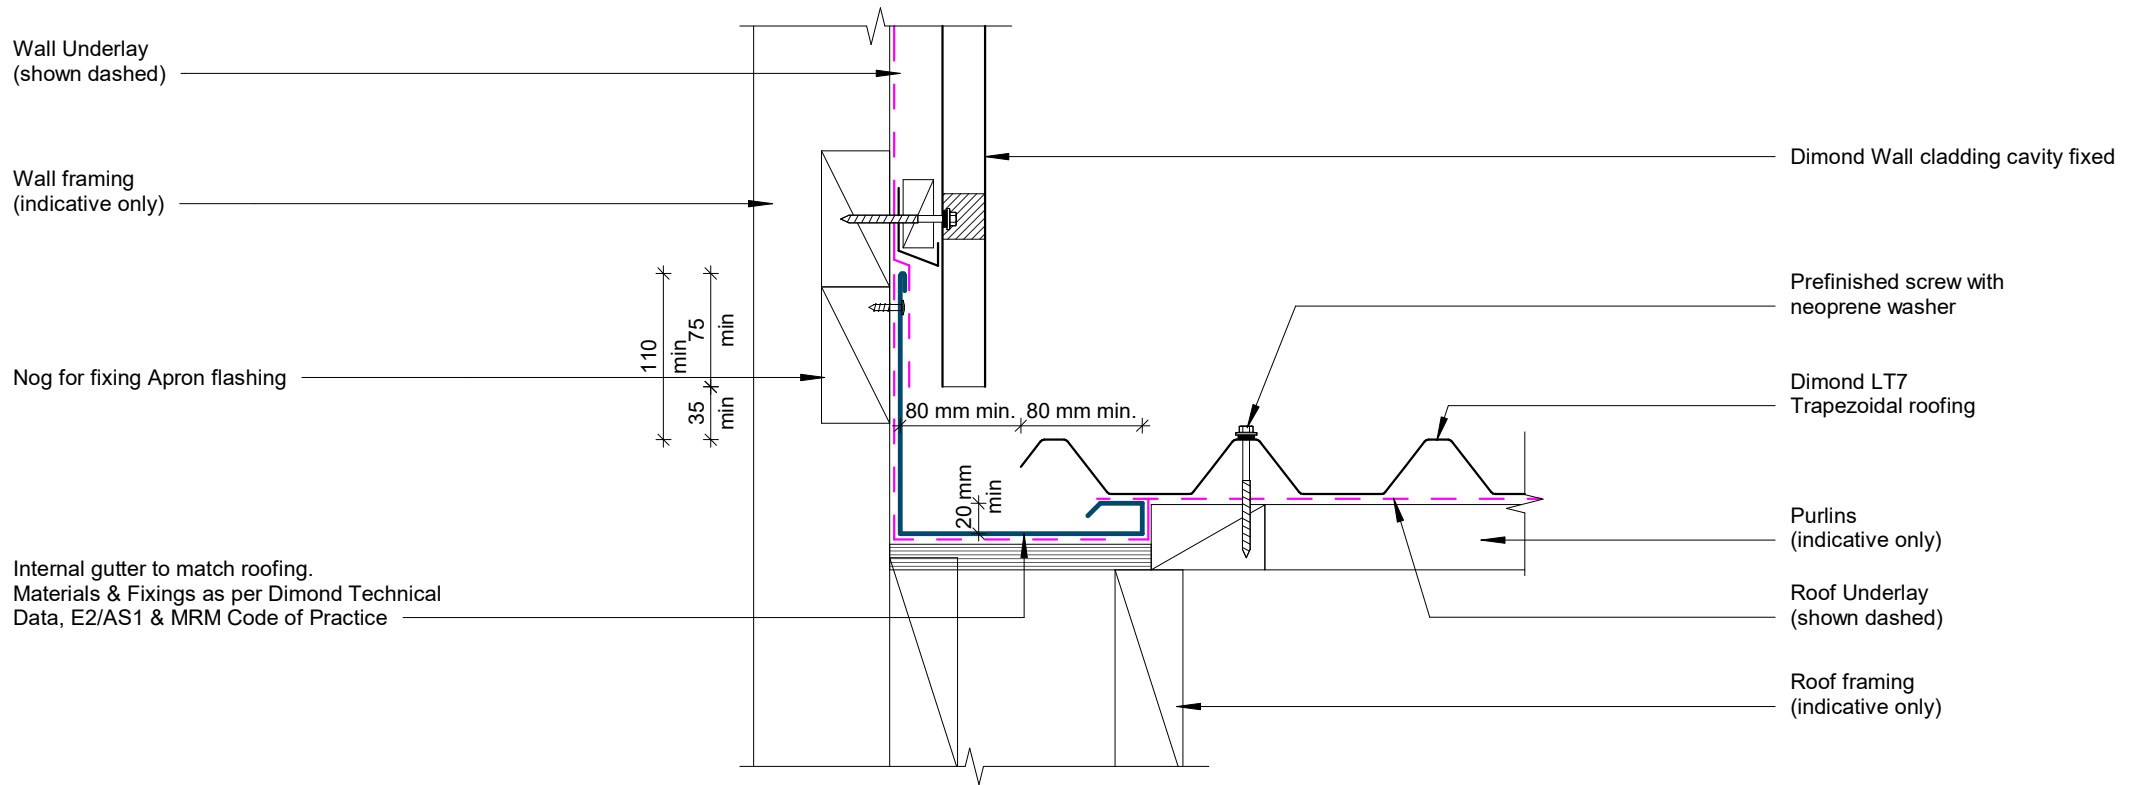 Wall Underlay
(shown dashed)
Wall framing
(indicative only)
Nog for fixing Apron flashing
Internal gutter to match roofing.
Materials & Fixings as per Dimond Technical
Data, E2/AS1 & MRM Code of Practice
110
min
75
min
35
min
80 mm min.
80 mm min.
20 mm
min
Dimond Wall cladding cavity fixed
Prefinished screw with
neoprene washer
Dimond LT7
Trapezoidal roofing
Purlins
(indicative only)
Roof Underlay
(shown dashed)
Roof framing
(indicative only)